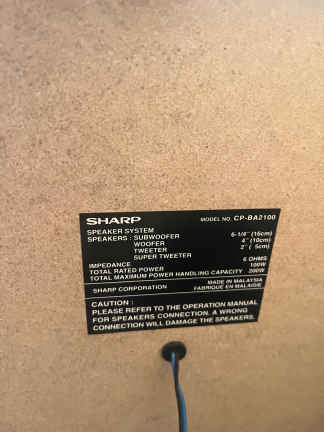 SHARP MODEL NO. CP-BA2100
SPEAKER SYSTEM
SPEAKERS : SUBWOOFER 6-1/4" (16cm)
WOOFER 4" (10cm)
TWEETER 2" ( 5cm)
SUPER TWEETER
IMPEDANCE 6 OHMS
TOTAL RATED POWER 100W
TOTAL MAXIMUM POWER HANDLING CAPACITY 200W
SHARP CORPORATION MADE IN MALAYSIA
FABRIQUÉ EN MALAISIE
CAUTION :
PLEASE REFER TO THE OPERATION MANUAL
FOR SPEAKERS CONNECTION. A WRONG
CONNECTION WILL DAMAGE THE SPEAKERS.